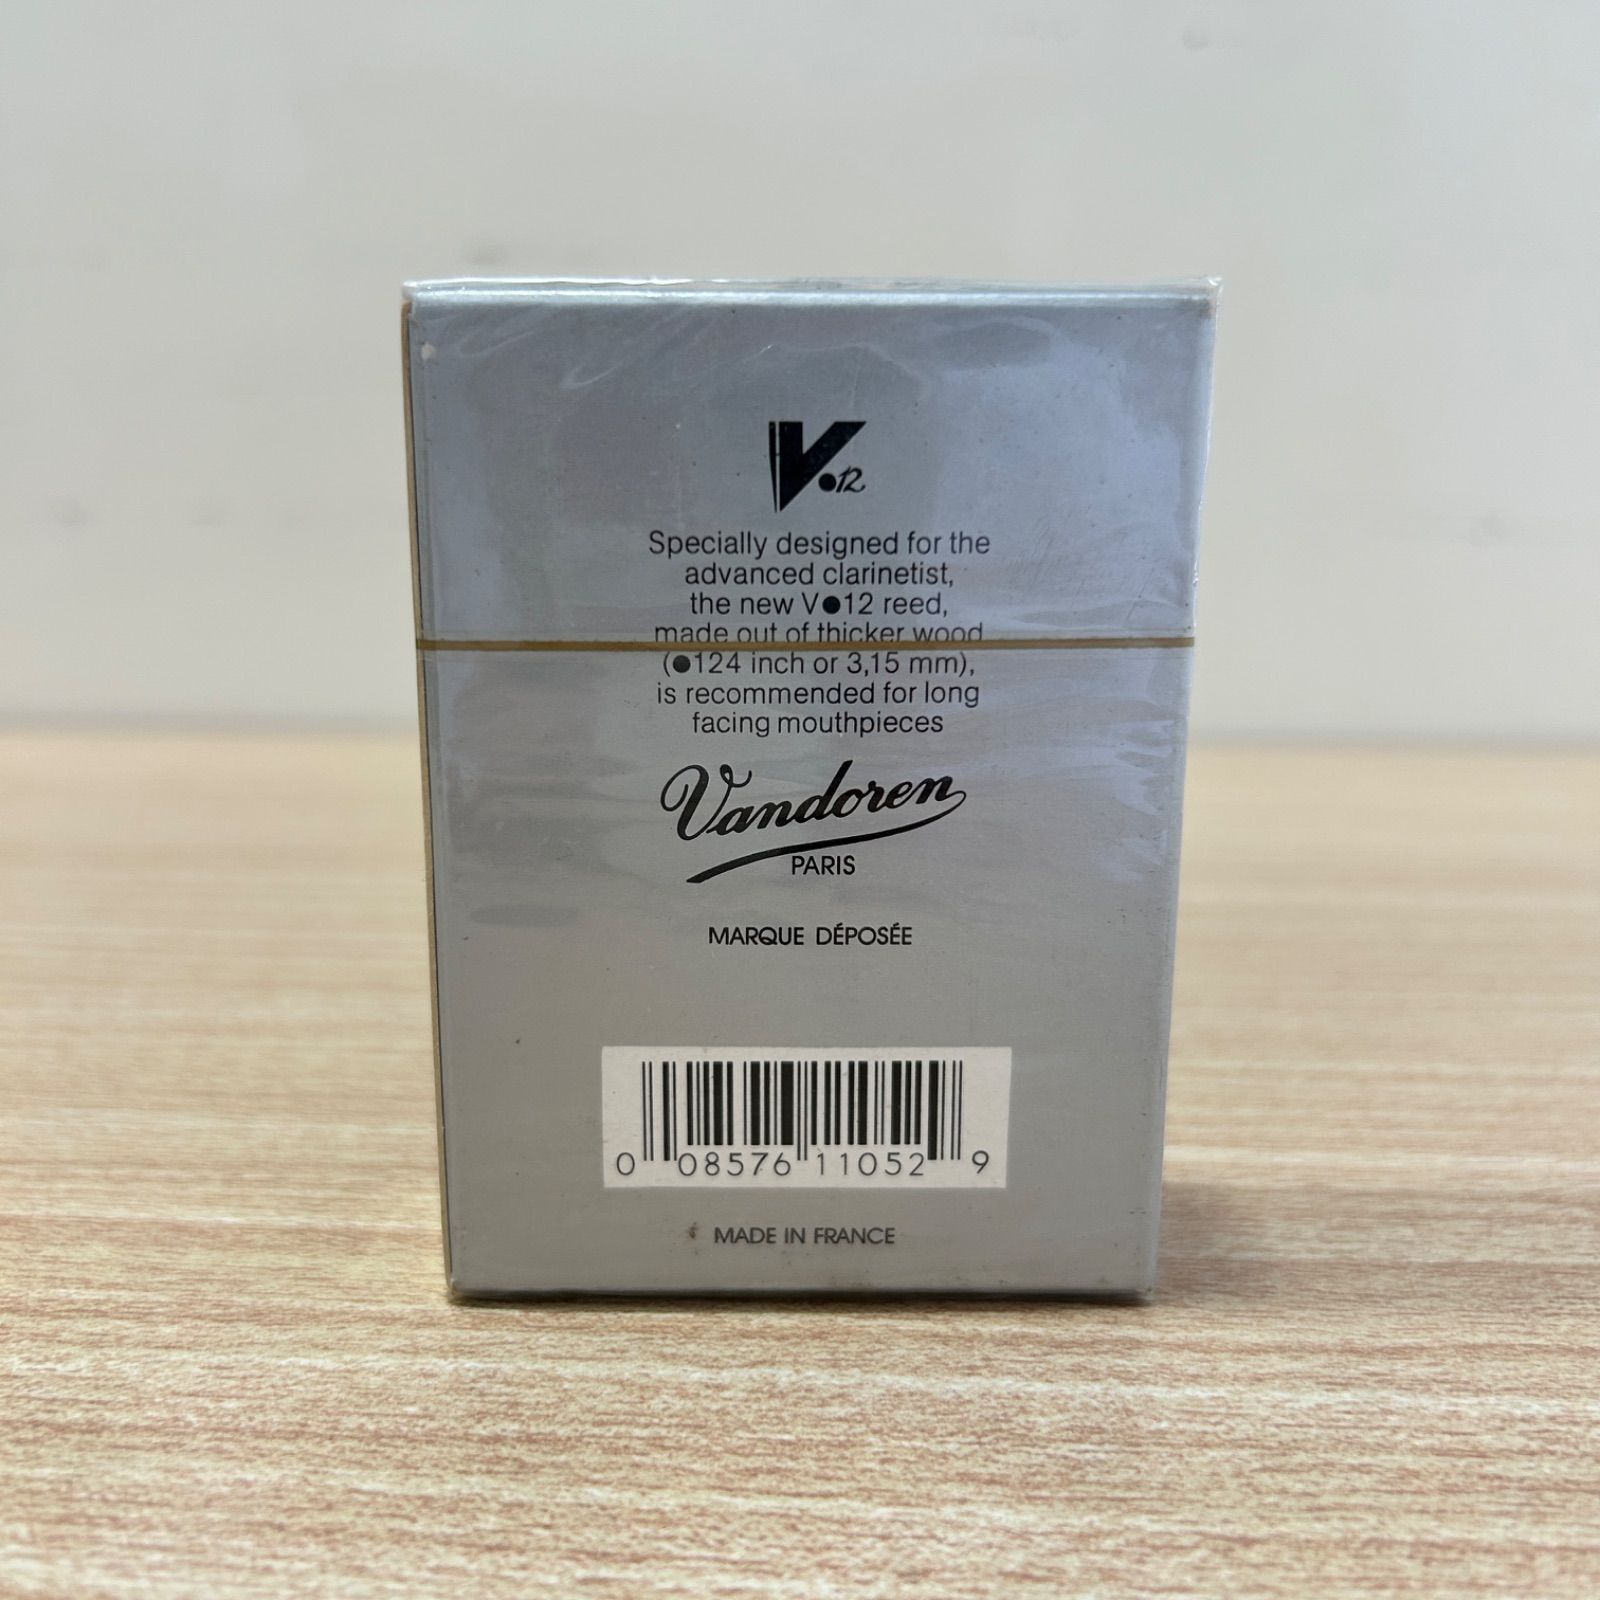 V●12
Specially designed for the
advanced clarinetist,
the new V●12 reed,
made out of thicker wood
(●124 inch or 3,15 mm),
is recommended for long
facing mouthpieces
Vandoren
PARIS
MARQUE DÉPOSÉE
0 08576 11052 9
MADE IN FRANCE